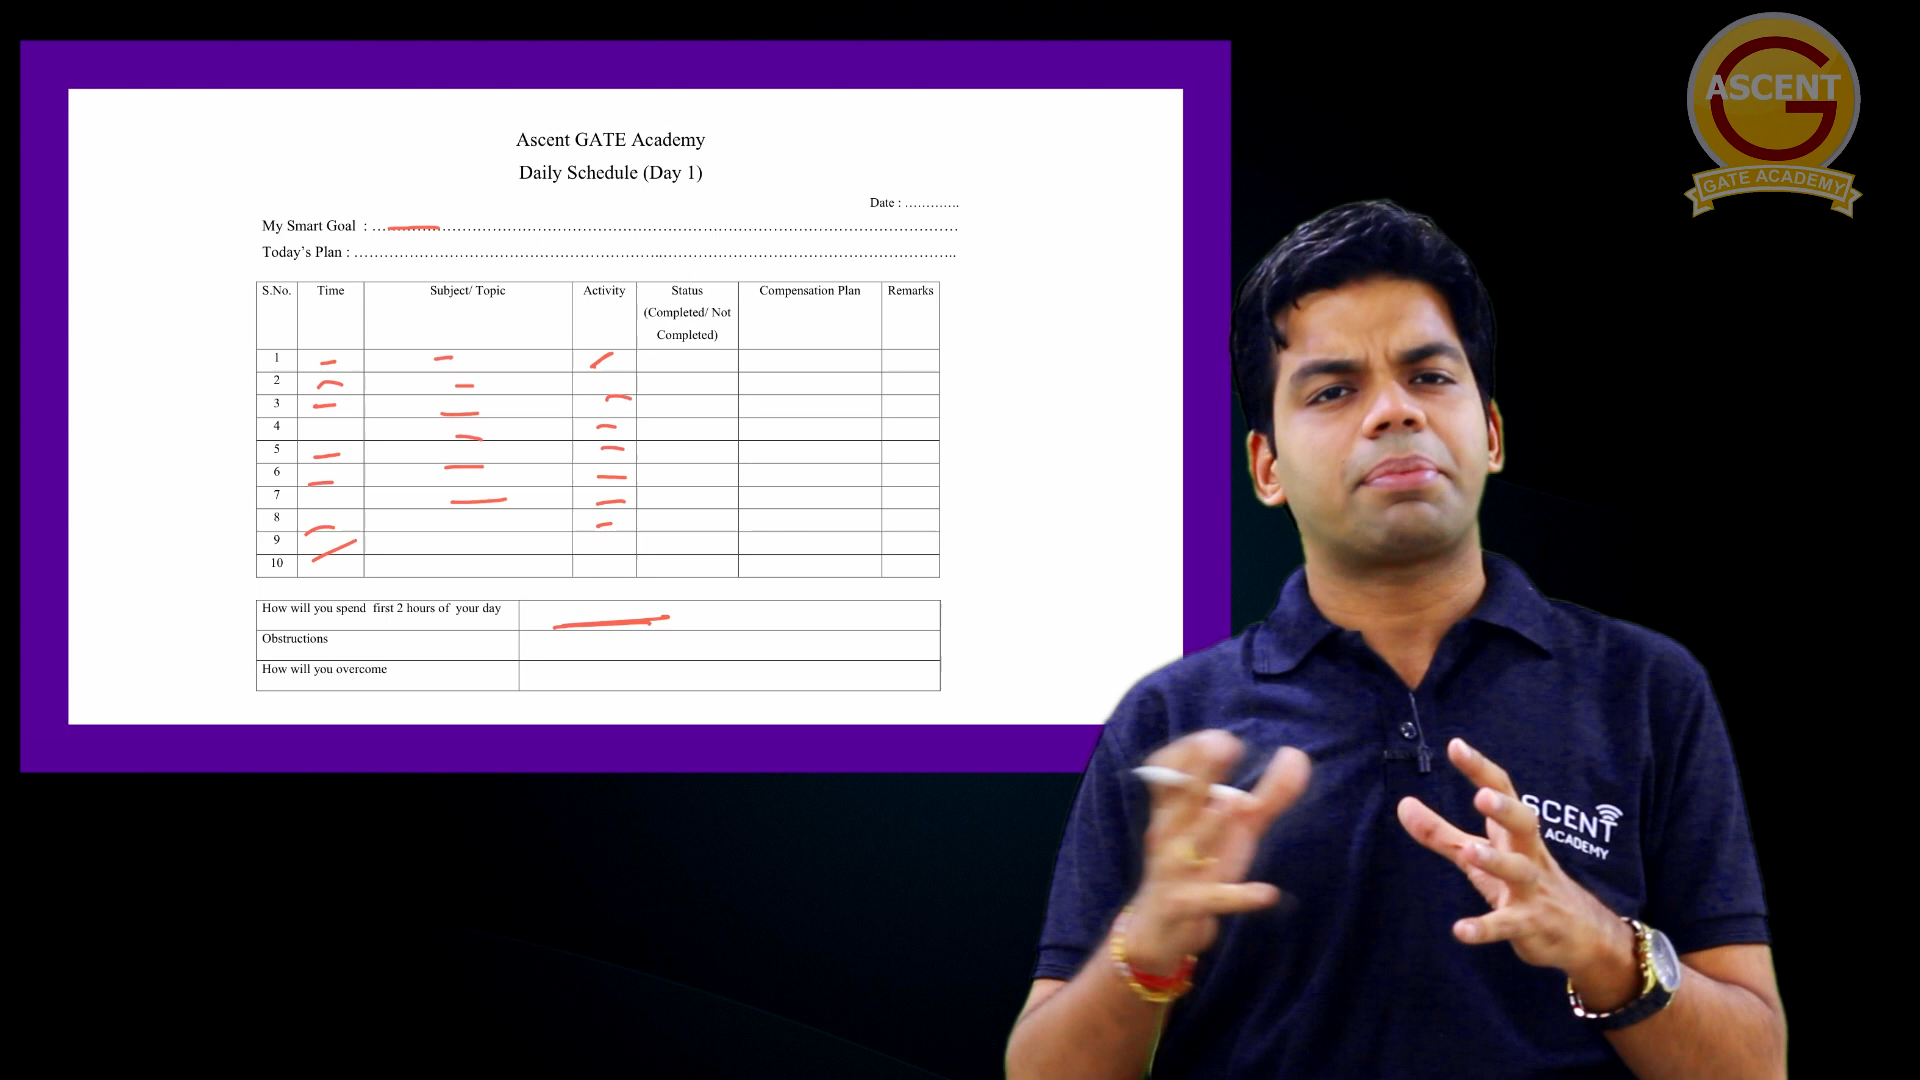 Ascent GATE Academy
Daily Schedule (Day 1)
Date : ………….
My Smart Goal : ……………………………………………………………………………………………………
Today's Plan : …………………………………………………...………………………………………………..
S.No. Time Subject/ Topic Activity Status (Completed/ Not Completed) Compensation Plan Remarks
1
2
3
4
5
6
7
8
9
10
How will you spend first 2 hours of your day
Obstructions
How will you overcome
ASCENT
G
GATE ACADEMY
SCENT
ACADEMY